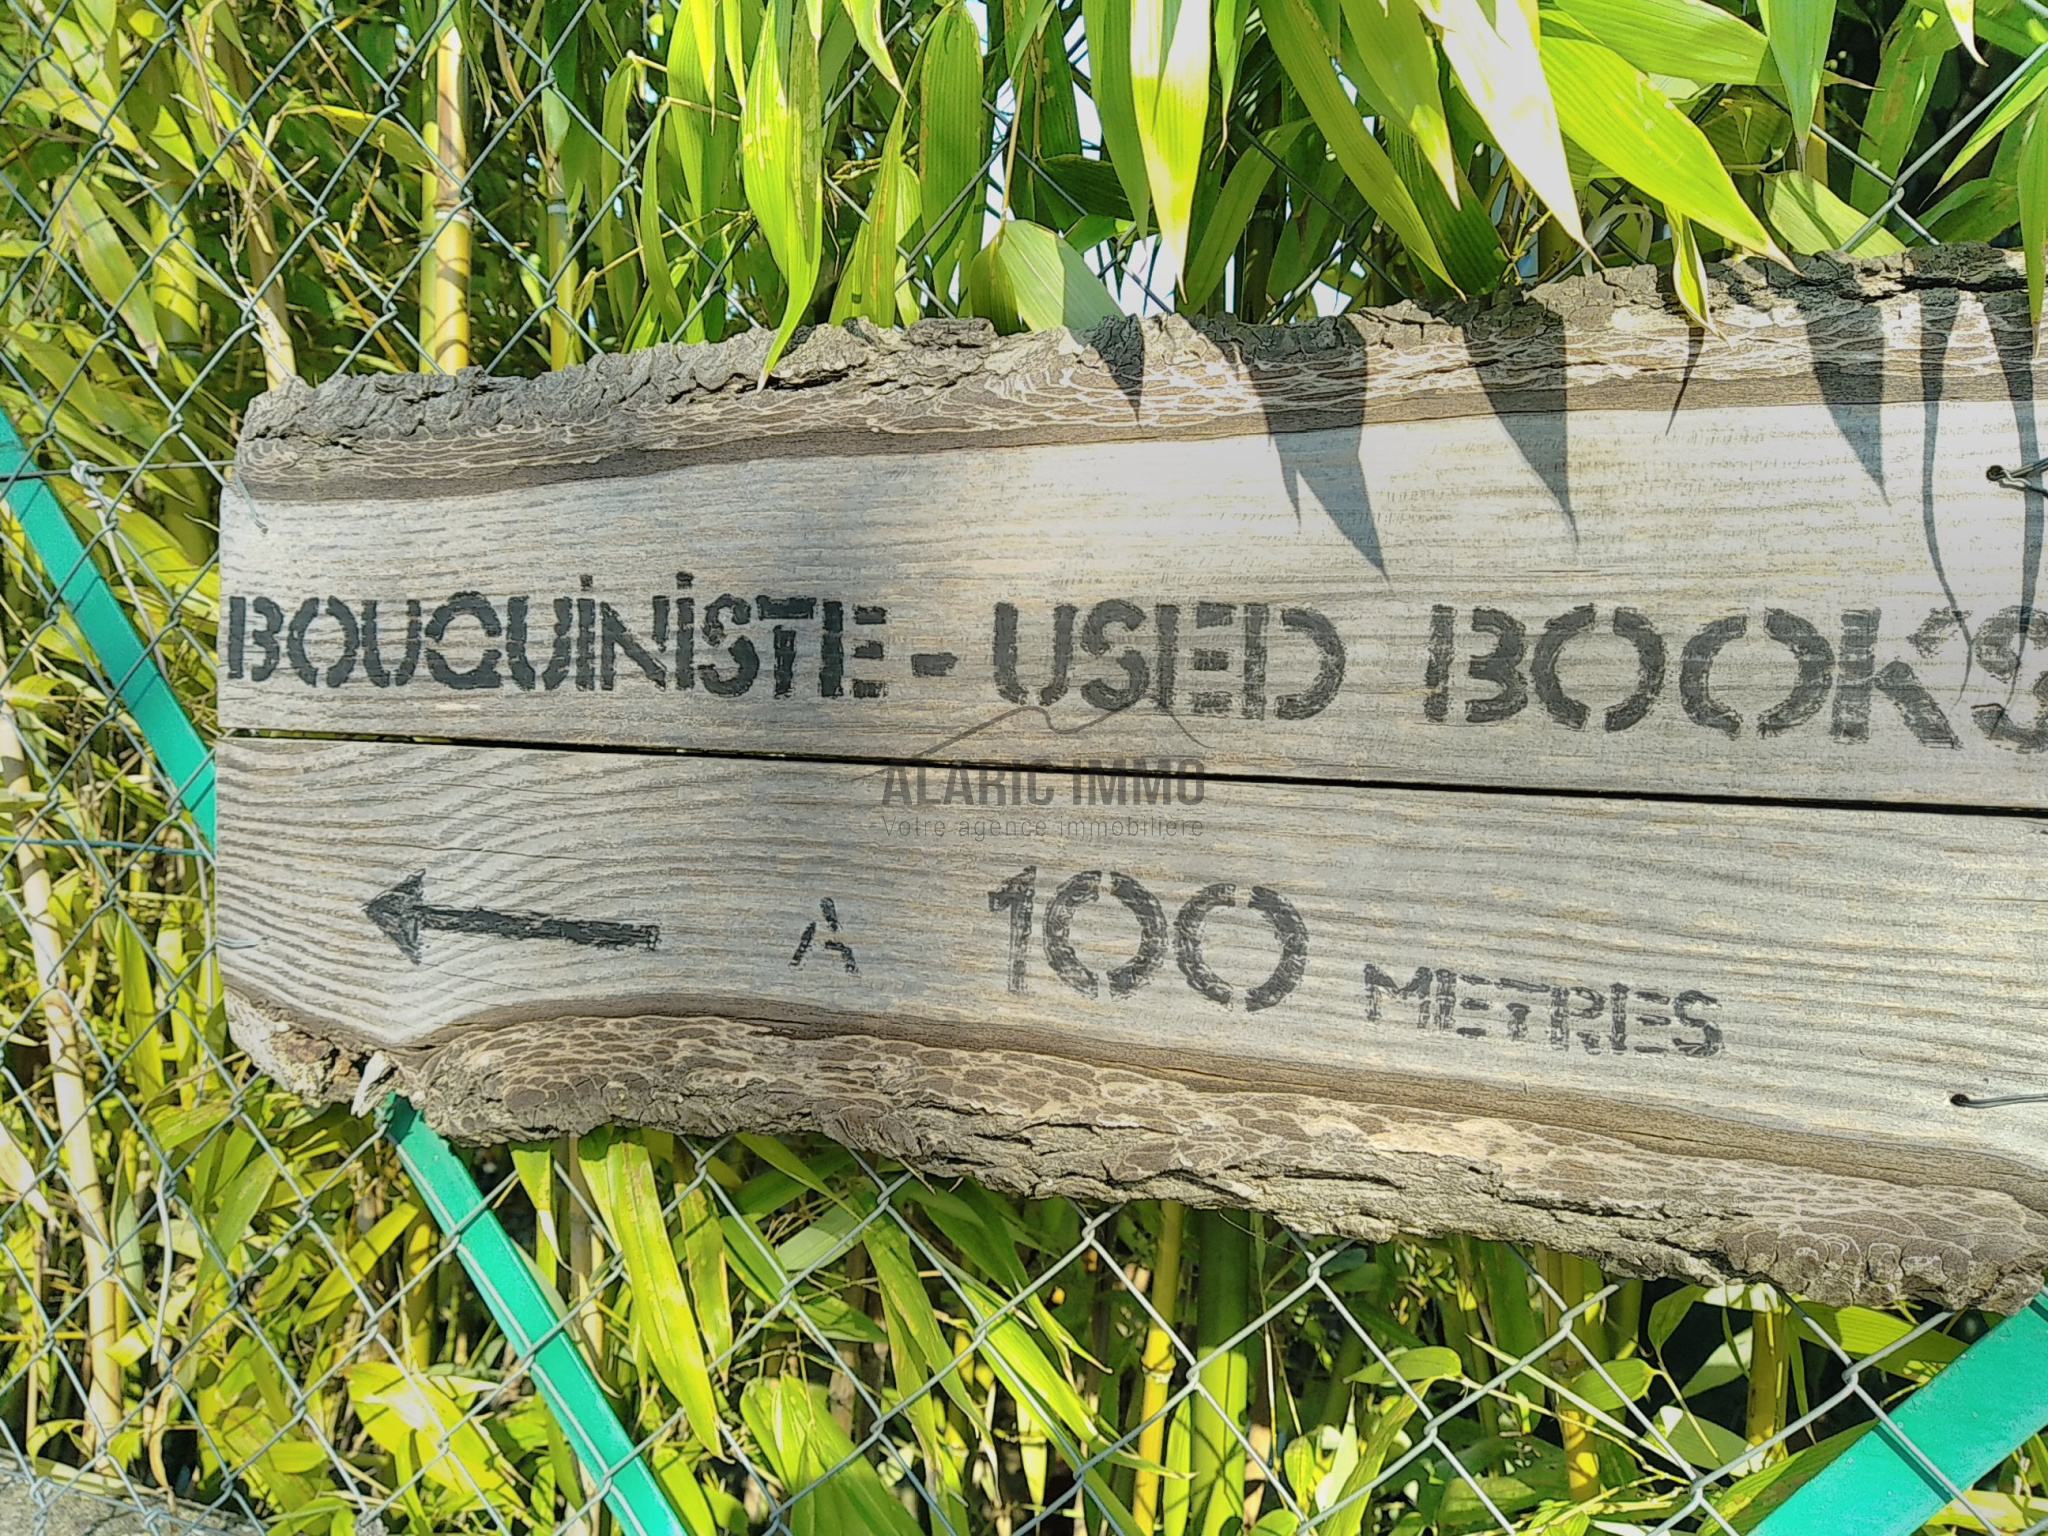 BOUQUiNiSTE - USED BOOKS
ALARIC IMMO
Votre agence immobilière
← A 100 METRES